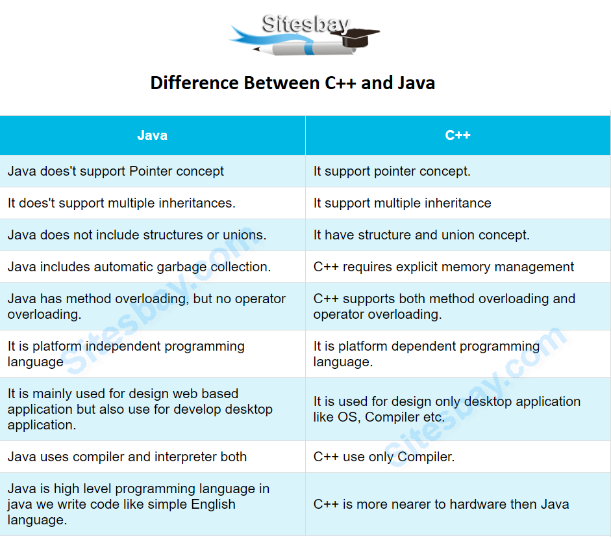 Sitesbay
Difference Between C++ and Java
Java
C++
Java does't support Pointer concept
It support pointer concept.
It does't support multiple inheritances.
It support multiple inheritance
Java does not include structures or unions.
It have structure and union concept.
Java includes automatic garbage collection.
C++ requires explicit memory management
Java has method overloading, but no operator
overloading.
C++ supports both method overloading and
operator overloading.
It is platform independent programming
language
It is platform dependent programming
language.
It is mainly used for design web based
application but also use for develop desktop
application.
It is used for design only desktop application
like OS, Compiler etc.
Java uses compiler and interpreter both
C++ use only Compiler.
Java is high level programming language in
java we write code like simple English
language.
C++ is more nearer to hardware then Java
Sitesbay.com
Sitesbay.com